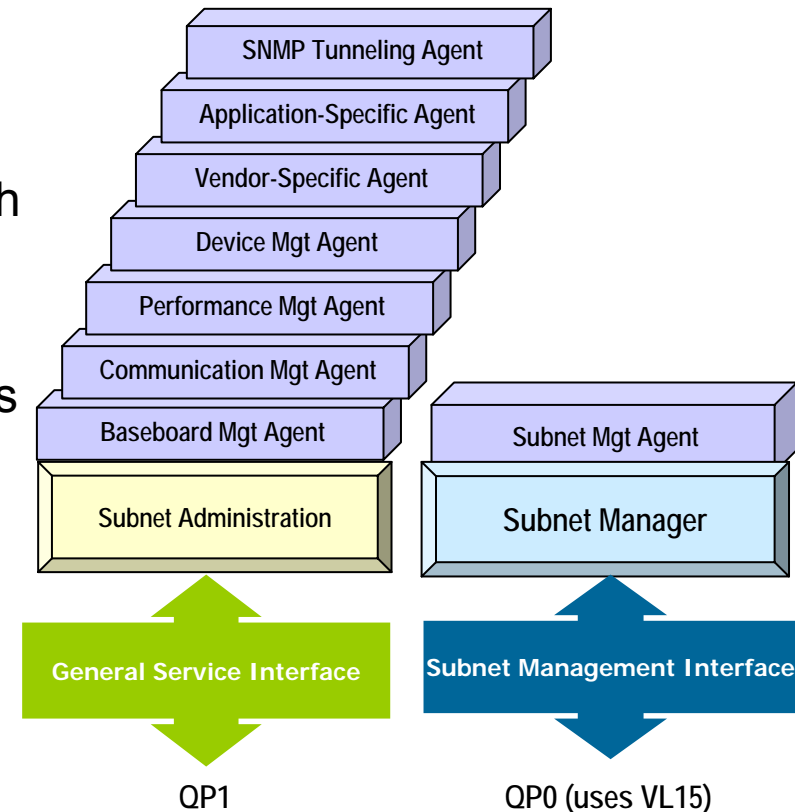 SNMP Tunneling Agent
Application-Specific Agent
Vendor-Specific Agent
Device Mgt Agent
Performance Mgt Agent
Communication Mgt Agent
Baseboard Mgt Agent
Subnet Mgt Agent
Subnet Administration
Subnet Manager
General Service Interface
Subnet Management Interface
QP1
QP0 (uses VL15)